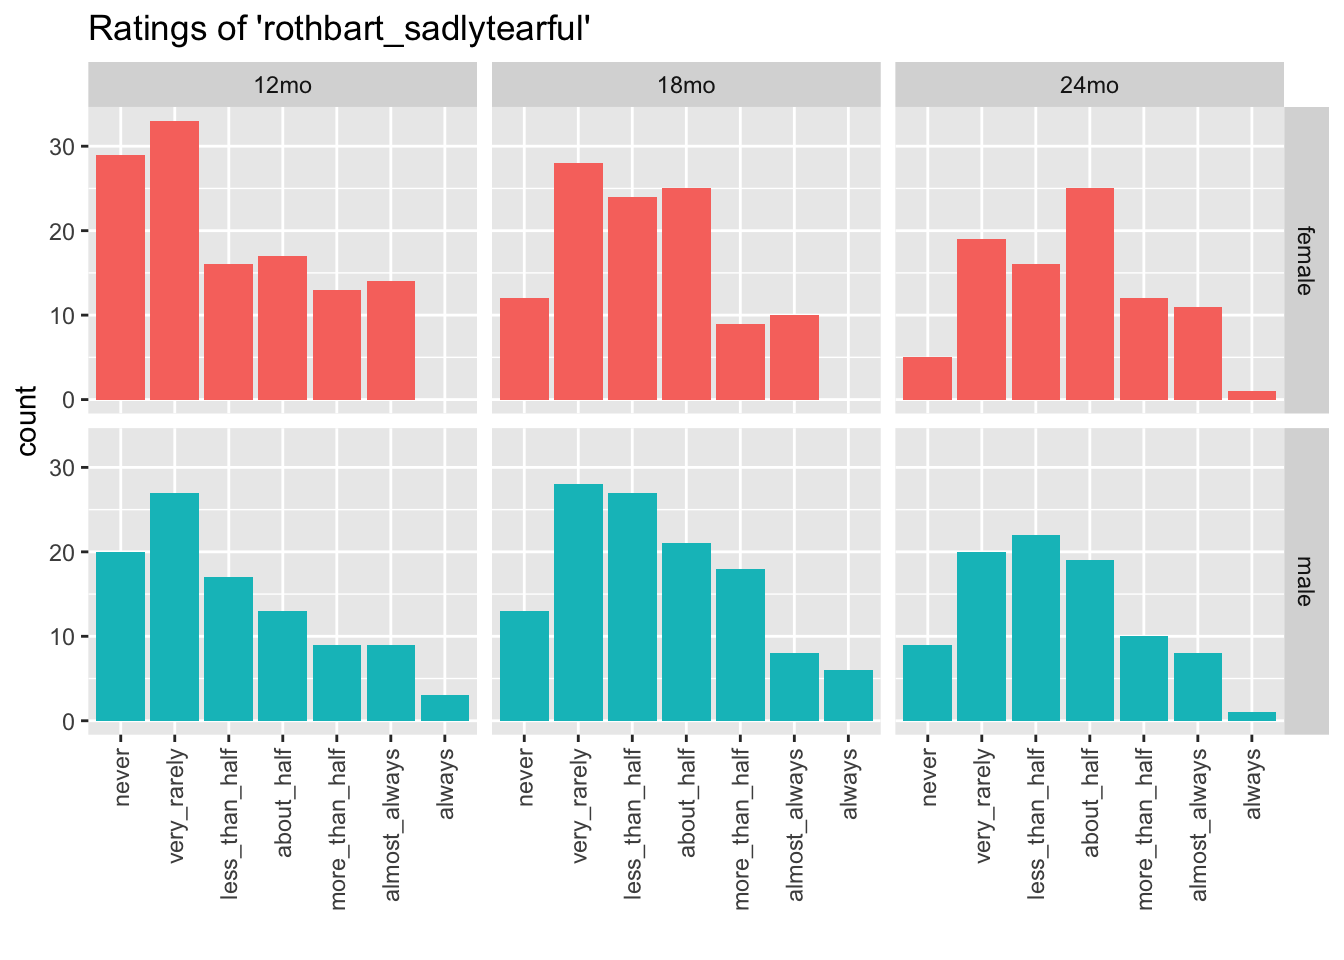 Ratings of 'rothbart_sadlytearful'
12mo 18mo 24mo
30
20
10
0
female
count
30
20
10
0
male
never very_rarely less_than_half about_half more_than_half almost_always always
never very_rarely less_than_half about_half more_than_half almost_always always
never very_rarely less_than_half about_half more_than_half almost_always always